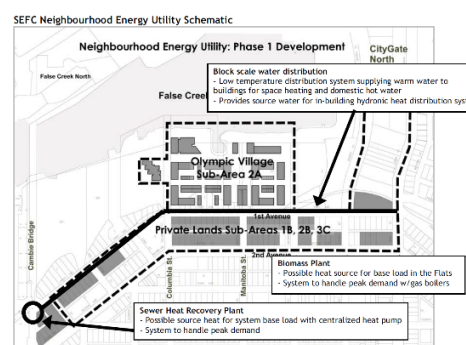 SEFC Neighbourhood Energy Utility Schematic
Neighbourhood Energy Utility: Phase 1 Development
CityGate
North
False Creek North
Block scale water distribution
- Low temperature distribution system supplying warm water to
buildings for space heating and domestic hot water
- Provides source water for in-building hydronic heat distribution syst
False Creek
Olympic Village
Sub-Area 2A
1st Avenue
Private Lands Sub-Areas 1B, 2B, 3C
2nd Avenue
Cambie Bridge
Columbia St.
Manitoba St.
Biomass Plant
- Possible heat source for base load in the Flats
- System to handle peak demand w/gas boilers
Sewer Heat Recovery Plant
- Possible source heat for system base load with centralized heat pump
- System to handle peak demand